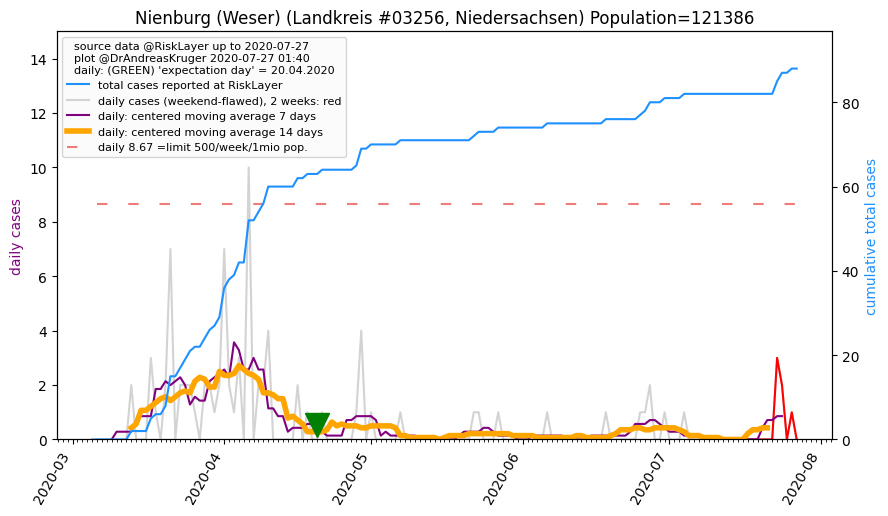 Nienburg (Weser) (Landkreis #03256, Niedersachsen) Population=121386
source data @RiskLayer up to 2020-07-27
plot @DrAndreasKruger 2020-07-27 01:40
daily: (GREEN) 'expectation day' = 20.04.2020
total cases reported at RiskLayer
daily cases (weekend-flawed), 2 weeks: red
daily: centered moving average 7 days
daily: centered moving average 14 days
daily 8.67 =limit 500/week/1mio pop.
daily cases
14
12
10
8
6
4
2
0
cumulative total cases
80
60
40
20
0
2020-03
2020-04
2020-05
2020-06
2020-07
2020-08